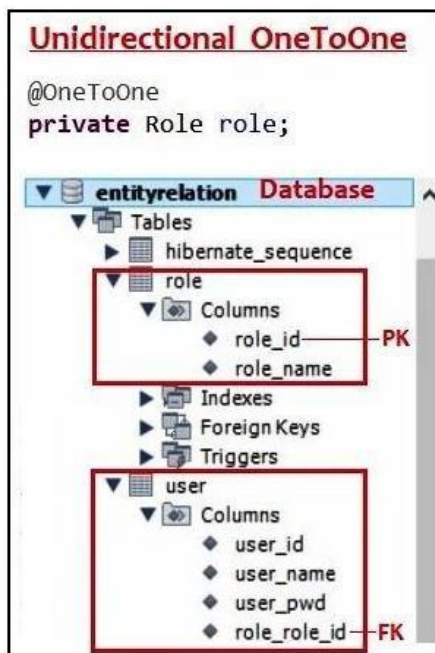 Unidirectional OneToOne
@OneToOne
private Role role;
entityrelation Database
Tables
hibernate_sequence
role
Columns
role_id PK
role_name
Indexes
Foreign Keys
Triggers
user
Columns
user_id
user_name
user_pwd
role_role_id FK